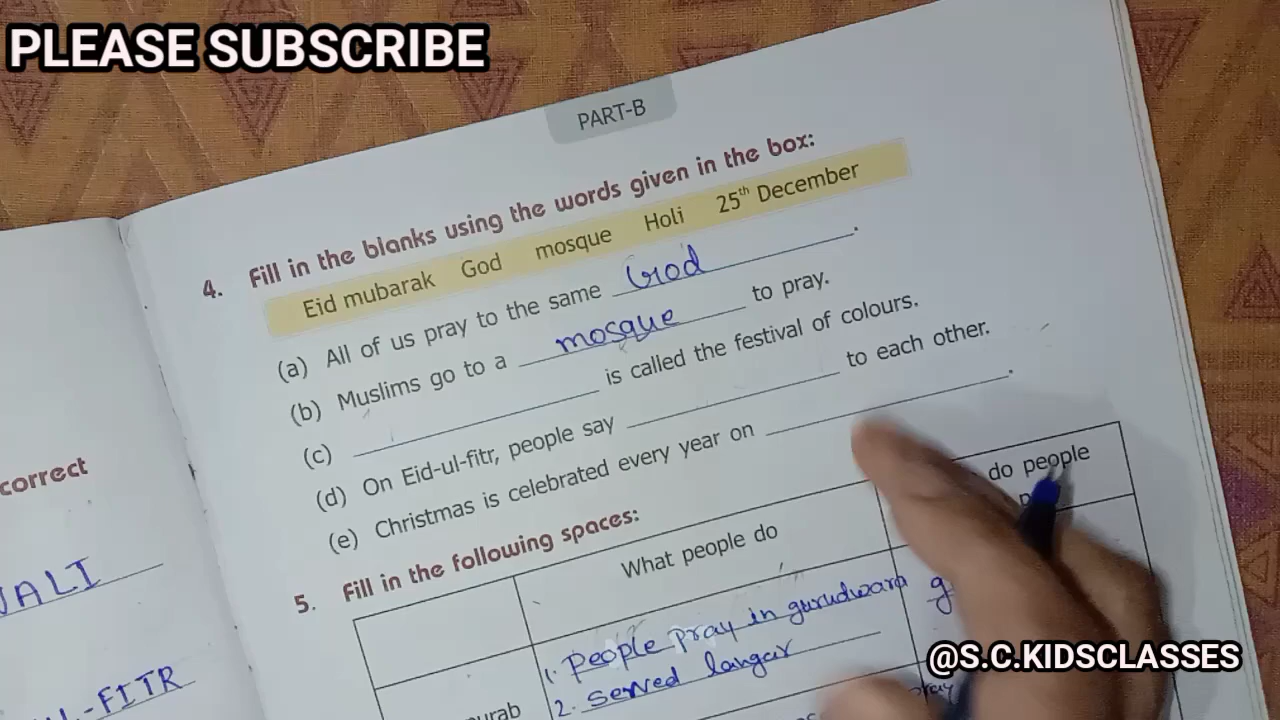 PLEASE SUBSCRIBE
PART-B
4. Fill in the blanks using the words given in the box:
Eid mubarak God mosque Holi 25th December
(a) All of us pray to the same God.
(b) Muslims go to a mosque to pray.
(c) is called the festival of colours.
(d) On Eid-ul-fitr, people say to each other.
(e) Christmas is celebrated every year on .
correct
5. Fill in the following spaces:
What people do
do people
1. People pray in gurudwara
2. Served langar
ALI
-FITR
@S.C.KIDSCLASSES